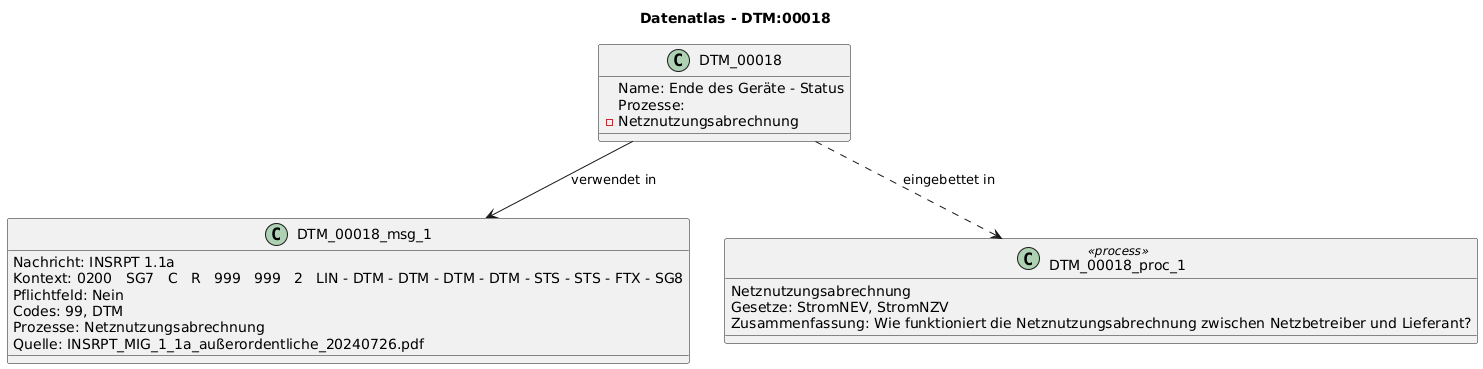 Datenatlas - DTM:00018
C DTM_00018
Name: Ende des Geräte - Status
Prozesse:
Netznutzungsabrechnung
verwendet in
eingebettet in
C DTM_00018_msg_1
Nachricht: INSRPT 1.1a
Kontext: 0200 SG7 C R 999 999 2 LIN - DTM - DTM - DTM - DTM - STS - STS - FTX - SG8
Pflichtfeld: Nein
Codes: 99, DTM
Prozesse: Netznutzungsabrechnung
Quelle: INSRPT_MIG_1_1a_außerordentliche_20240726.pdf
«process»
C DTM_00018_proc_1
Netznutzungsabrechnung
Gesetze: StromNEV, StromNZV
Zusammenfassung: Wie funktioniert die Netznutzungsabrechnung zwischen Netzbetreiber und Lieferant?